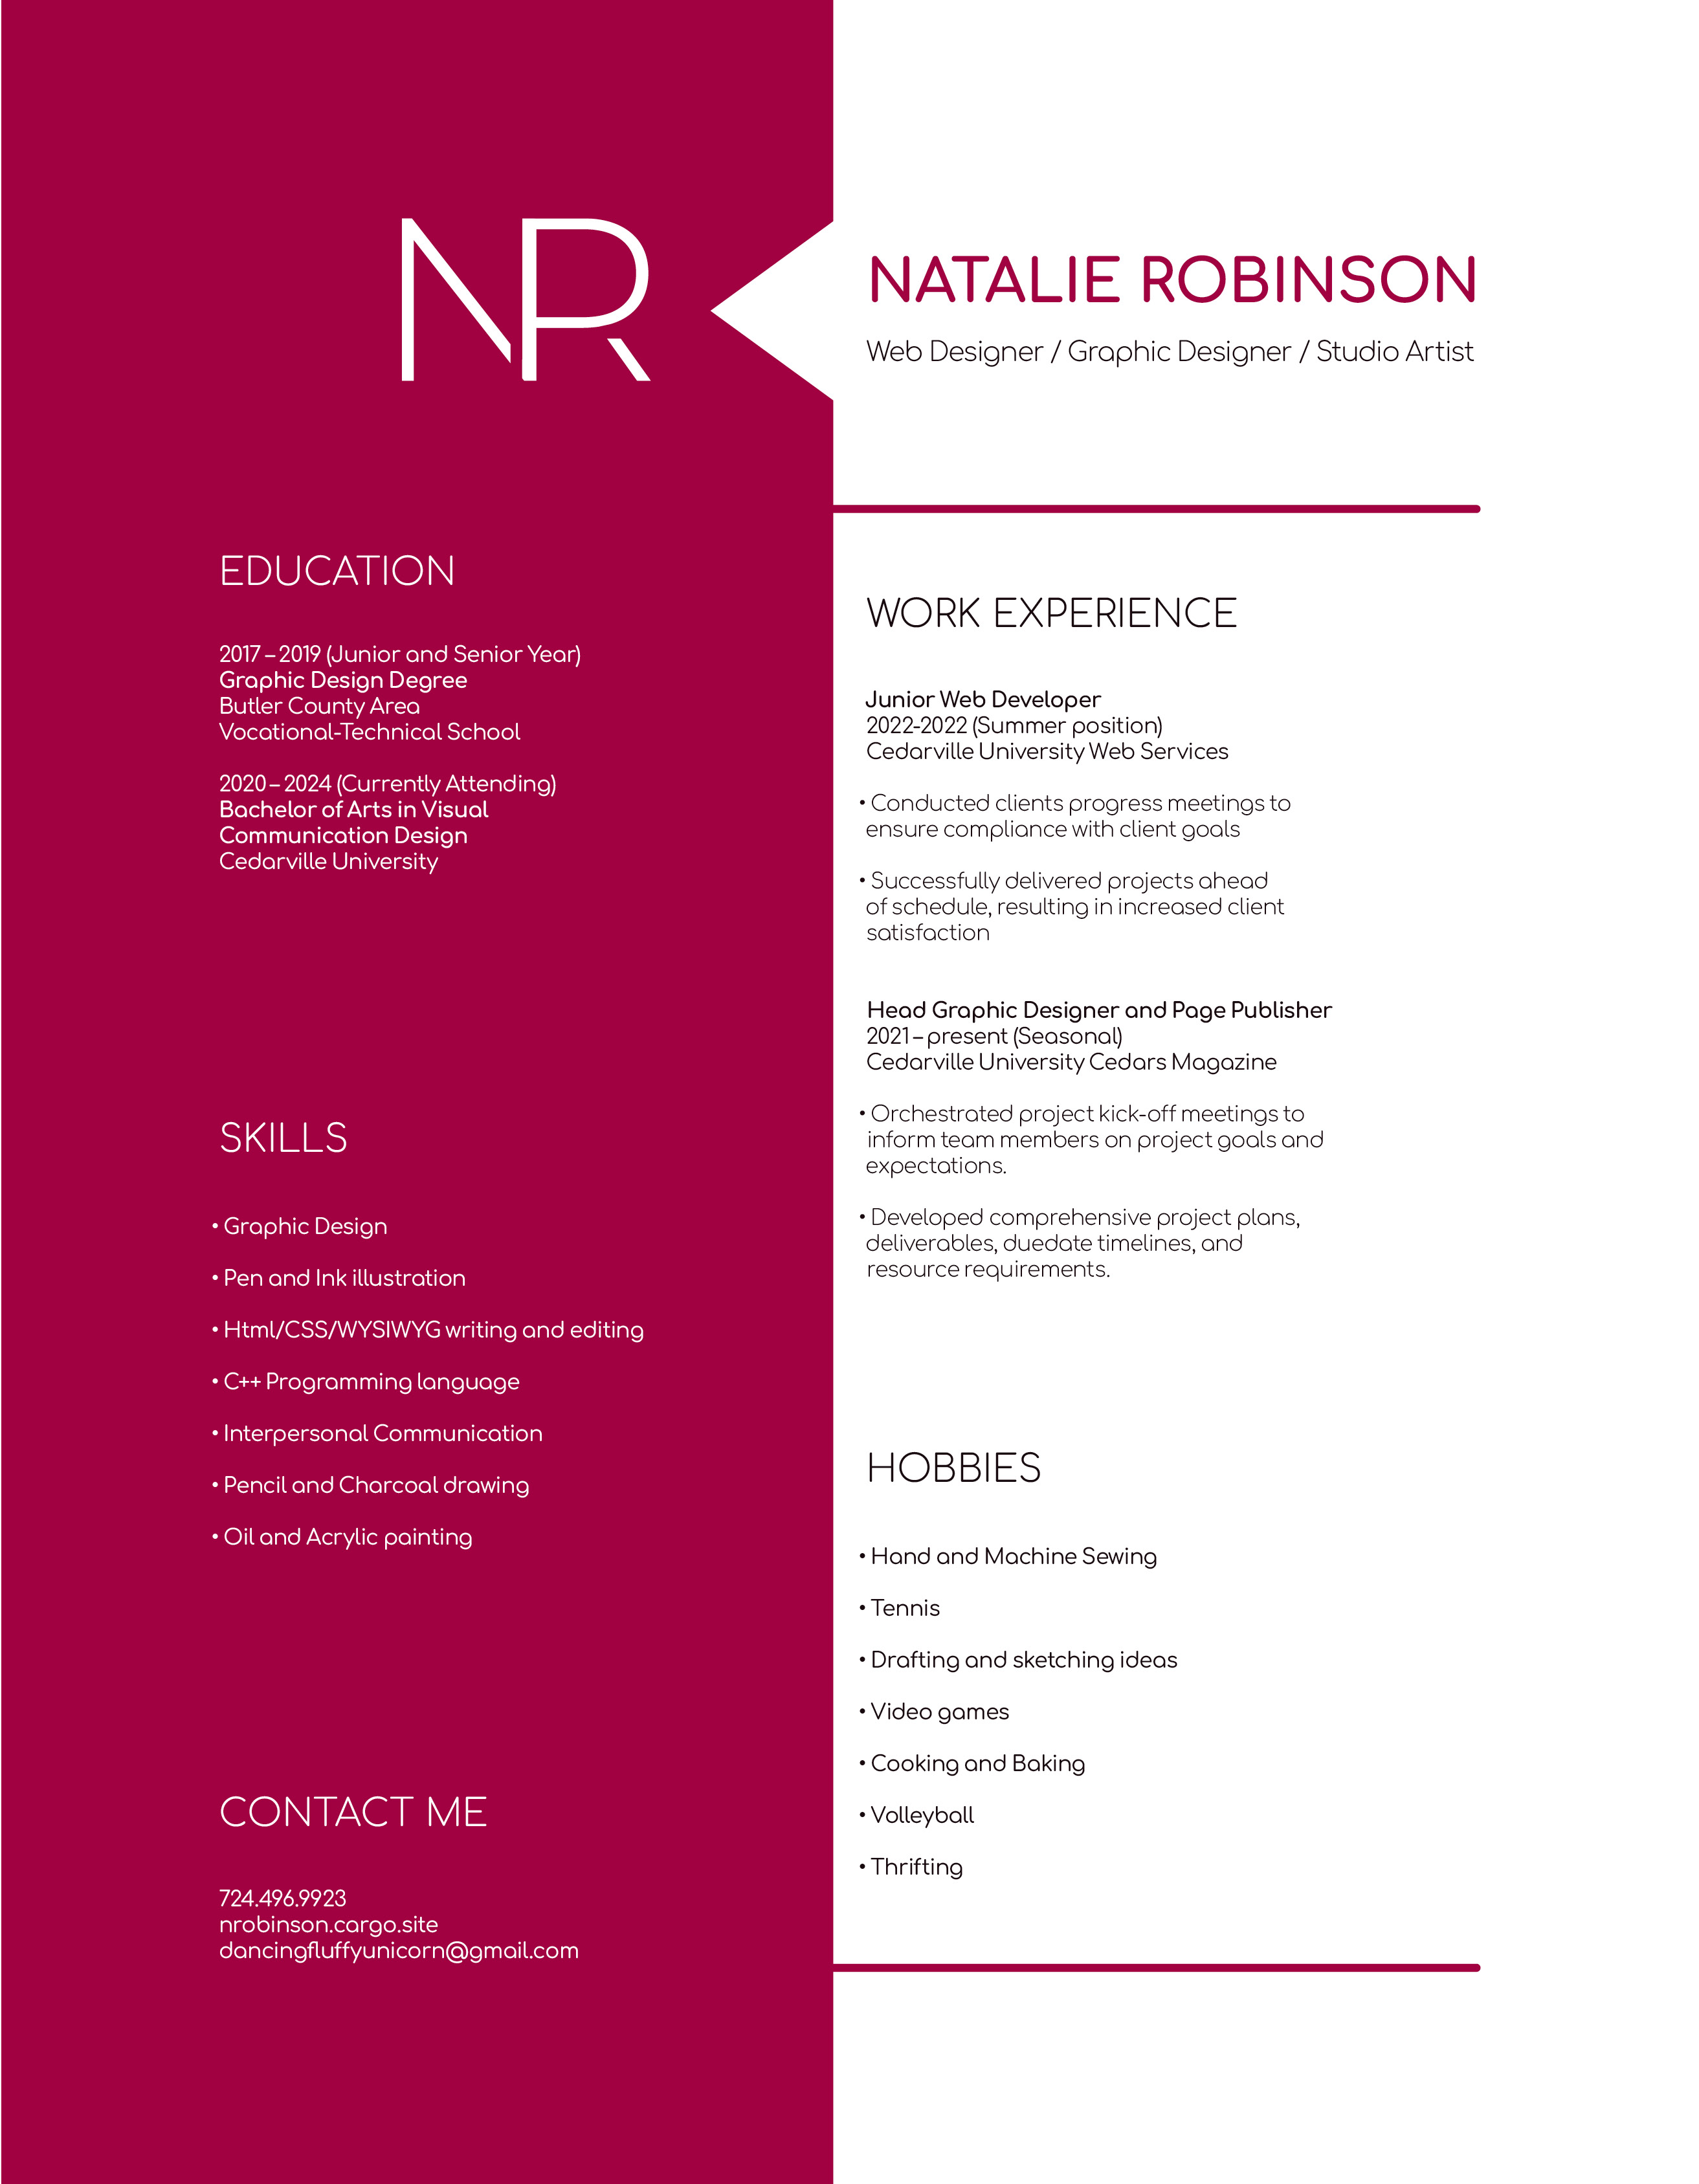 NR
NATALIE ROBINSON
Web Designer / Graphic Designer / Studio Artist
EDUCATION
2017 – 2019 (Junior and Senior Year)
Graphic Design Degree
Butler County Area
Vocational-Technical School
2020 – 2024 (Currently Attending)
Bachelor of Arts in Visual
Communication Design
Cedarville University
SKILLS
• Graphic Design
• Pen and Ink illustration
• Html/CSS/WYSIWYG writing and editing
• C++ Programming language
• Interpersonal Communication
• Pencil and Charcoal drawing
• Oil and Acrylic painting
CONTACT ME
724.496.9923
nrobinson.cargo.site
dancingfluffyunicorn@gmail.com
WORK EXPERIENCE
Junior Web Developer
2022-2022 (Summer position)
Cedarville University Web Services
• Conducted clients progress meetings to
ensure compliance with client goals
• Successfully delivered projects ahead
of schedule, resulting in increased client
satisfaction
Head Graphic Designer and Page Publisher
2021 – present (Seasonal)
Cedarville University Cedars Magazine
• Orchestrated project kick-off meetings to
inform team members on project goals and
expectations.
• Developed comprehensive project plans,
deliverables, duedate timelines, and
resource requirements.
HOBBIES
• Hand and Machine Sewing
• Tennis
• Drafting and sketching ideas
• Video games
• Cooking and Baking
• Volleyball
• Thrifting